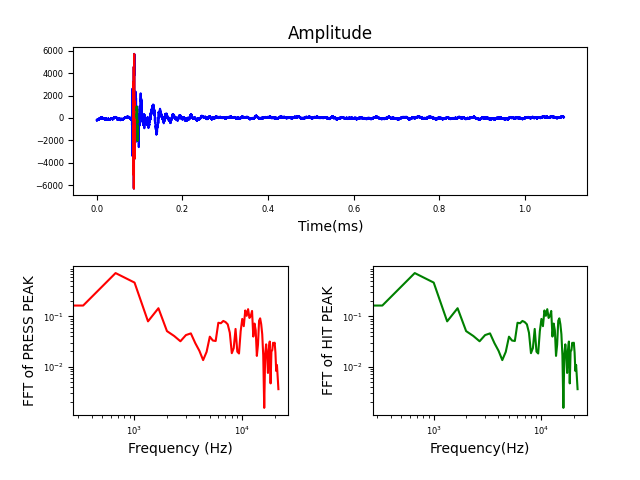 Amplitude
6000
4000
2000
0
−2000
−4000
−6000
0.0 0.2 0.4 0.6 0.8 1.0
Time(ms)
FFT of PRESS PEAK
10⁻¹
10⁻²
10³ 10⁴
Frequency (Hz)
FFT of HIT PEAK
10⁻¹
10⁻²
10³ 10⁴
Frequency(Hz)